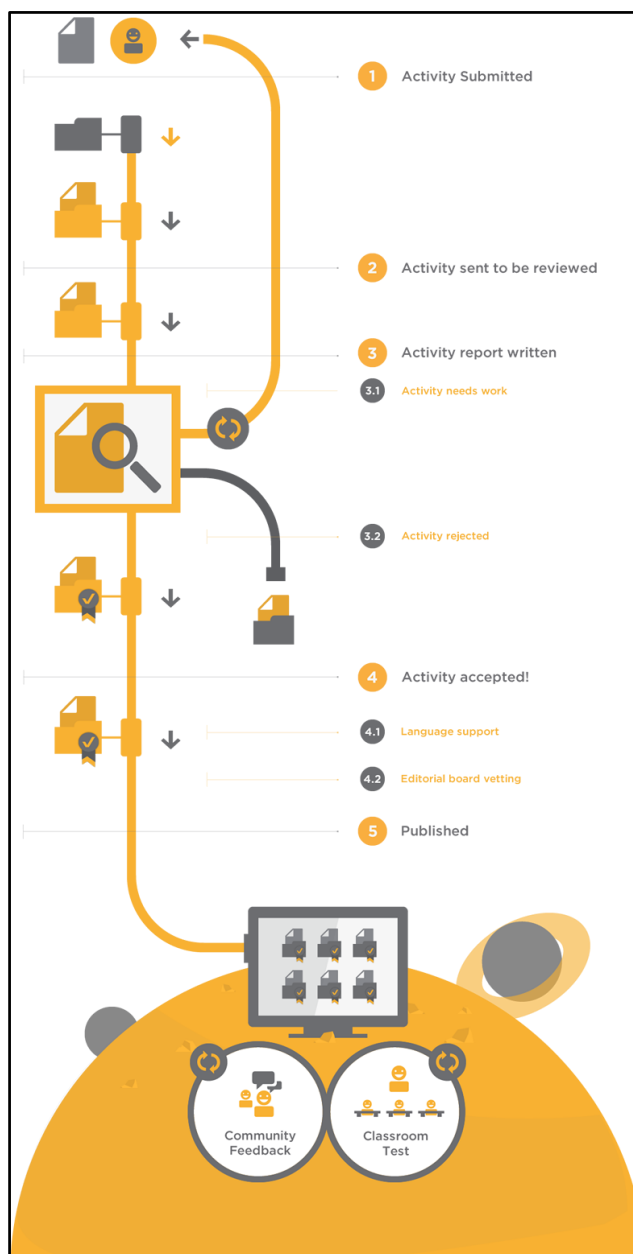 1 Activity Submitted
2 Activity sent to be reviewed
3 Activity report written
3.1 Activity needs work
3.2 Activity rejected
4 Activity accepted!
4.1 Language support
4.2 Editorial board vetting
5 Published
Community
Feedback
Classroom
Test